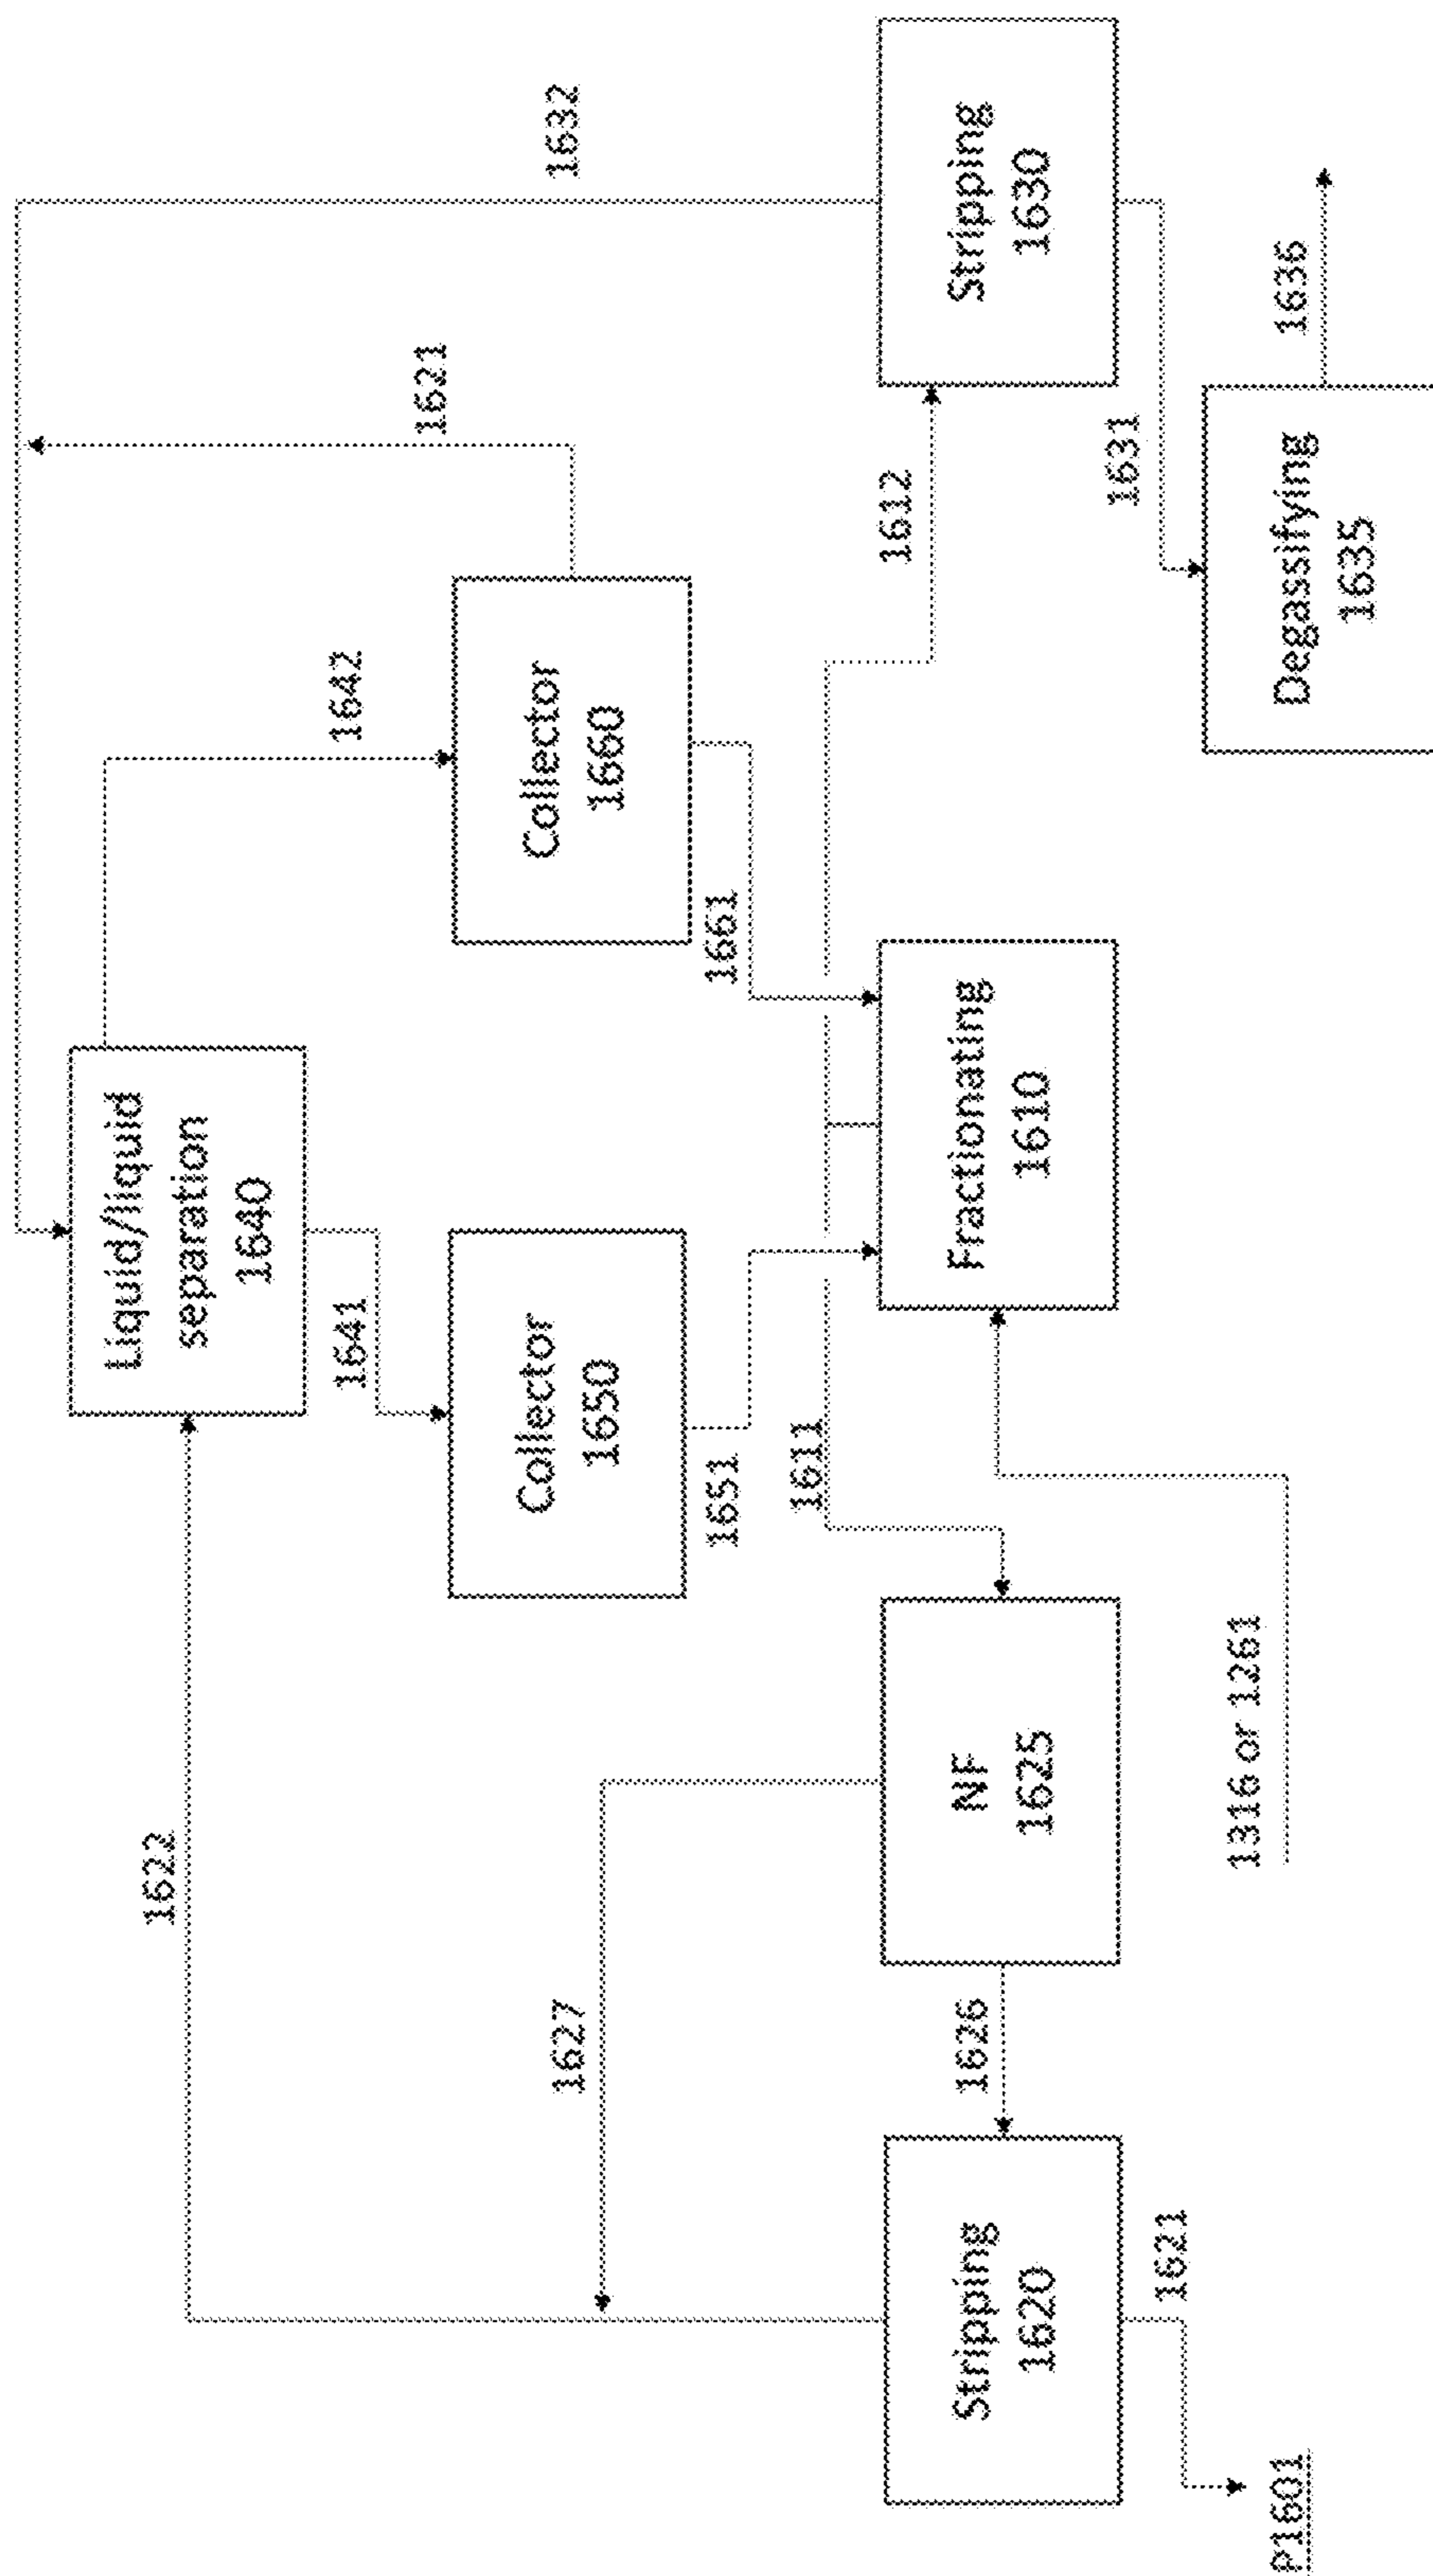 1622
Liquid/liquid
separation
1640
1632
1641
1642
1621
Collector
1650
Collector
1660
1627
1651
1661
1611
1612
Stripping
1620
1626
NF
1625
Fractionating
1610
Stripping
1630
1621
P1601
1316 or 1261
1631
Degassifying
1635
1636